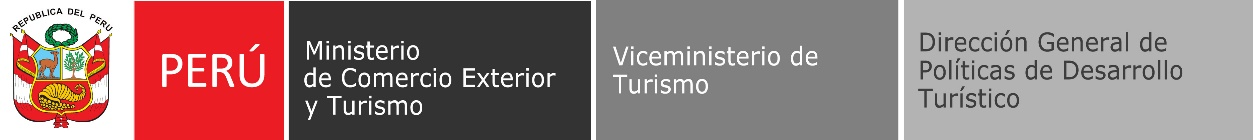 REPUBLICA DEL PERU
PERÚ
Ministerio
de Comercio Exterior
y Turismo
Viceministerio de
Turismo
Dirección General de
Políticas de Desarrollo
Turístico